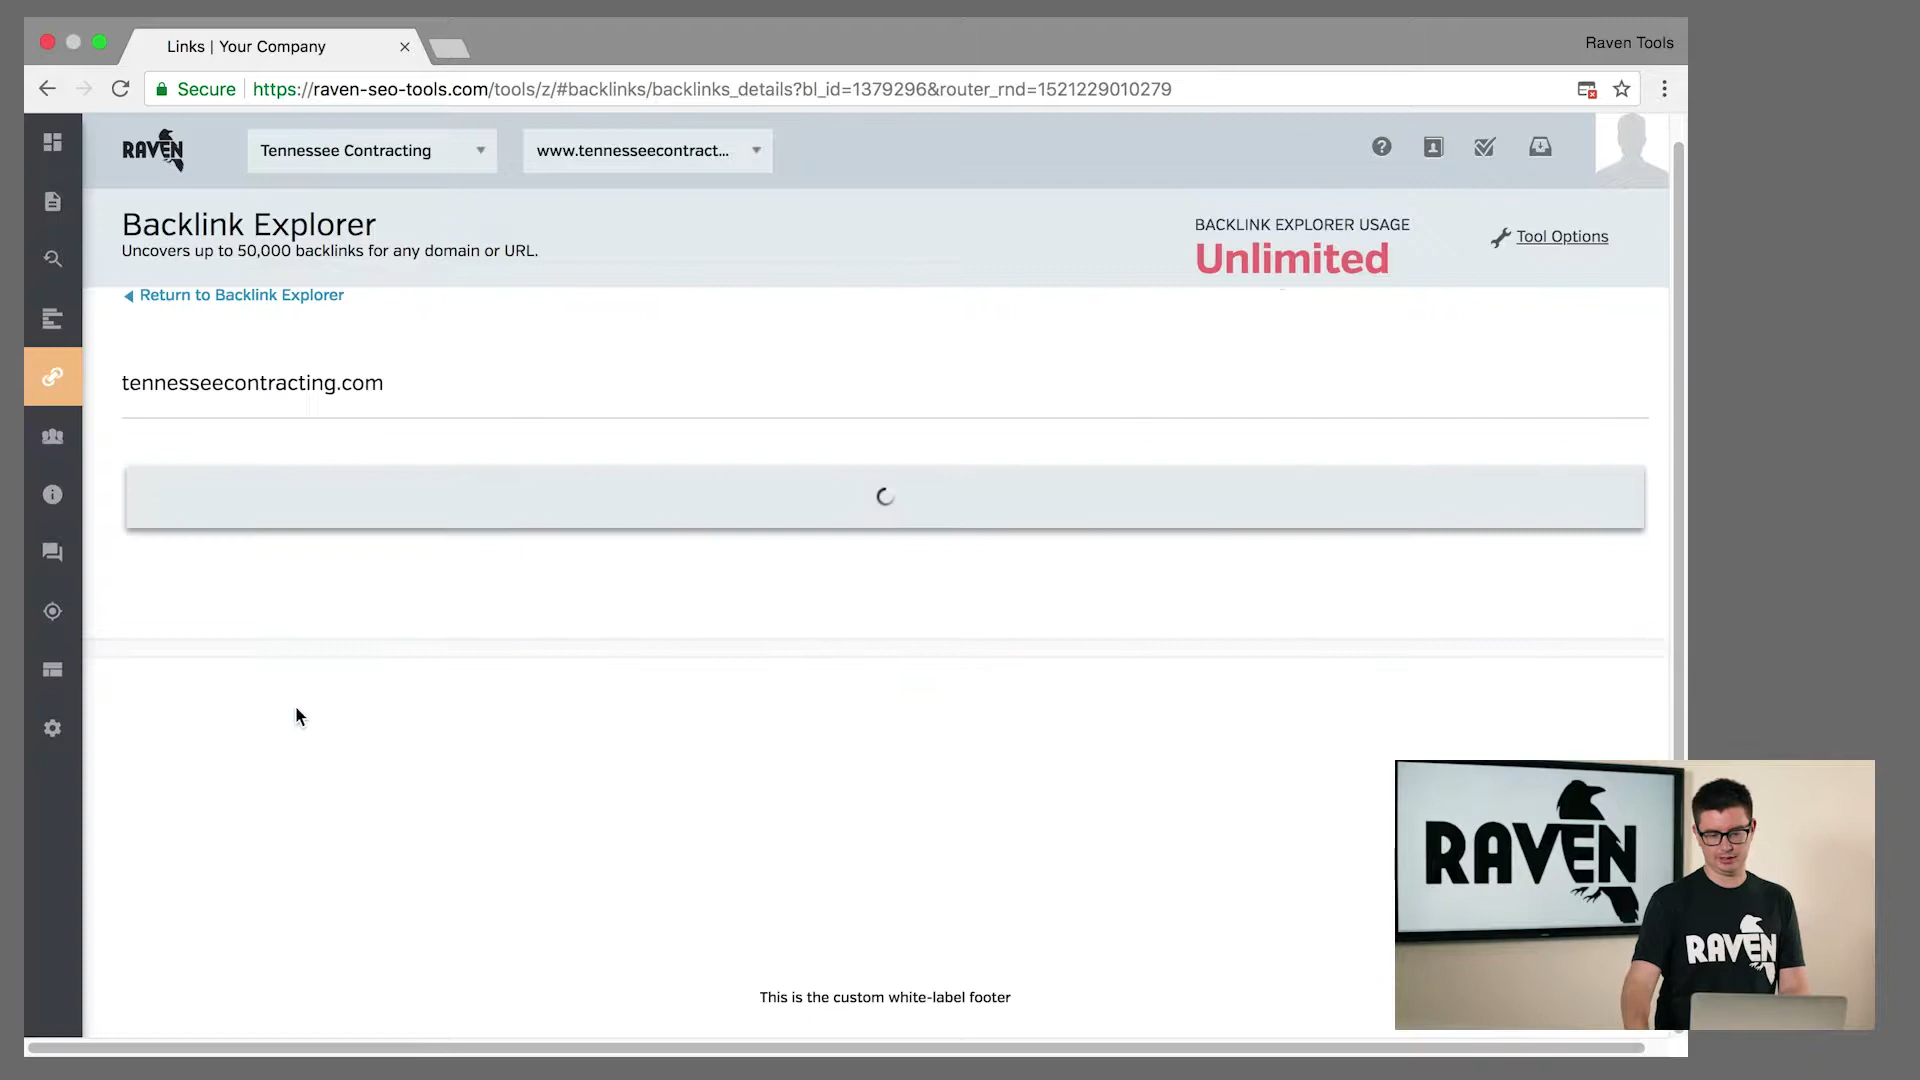 Links | Your Company
Raven Tools
Secure
https://raven-seo-tools.com/tools/z/#backlinks/backlinks_details?bl_id=1379296&router_rnd=1521229010279
RAVEN
Tennessee Contracting
www.tennesseecontract...
Backlink Explorer
Uncovers up to 50,000 backlinks for any domain or URL.
BACKLINK EXPLORER USAGE
Unlimited
Tool Options
Return to Backlink Explorer
tennesseecontracting.com
This is the custom white-label footer
RAVEN
RAVEN